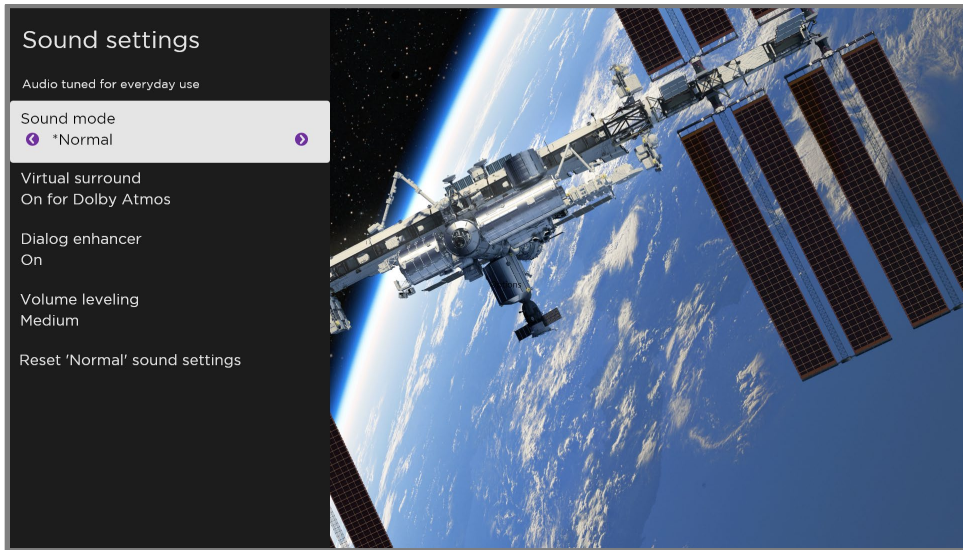 Sound settings
Audio tuned for everyday use
Sound mode
*Normal
Virtual surround
On for Dolby Atmos
Dialog enhancer
On
Volume leveling
Medium
Reset 'Normal' sound settings